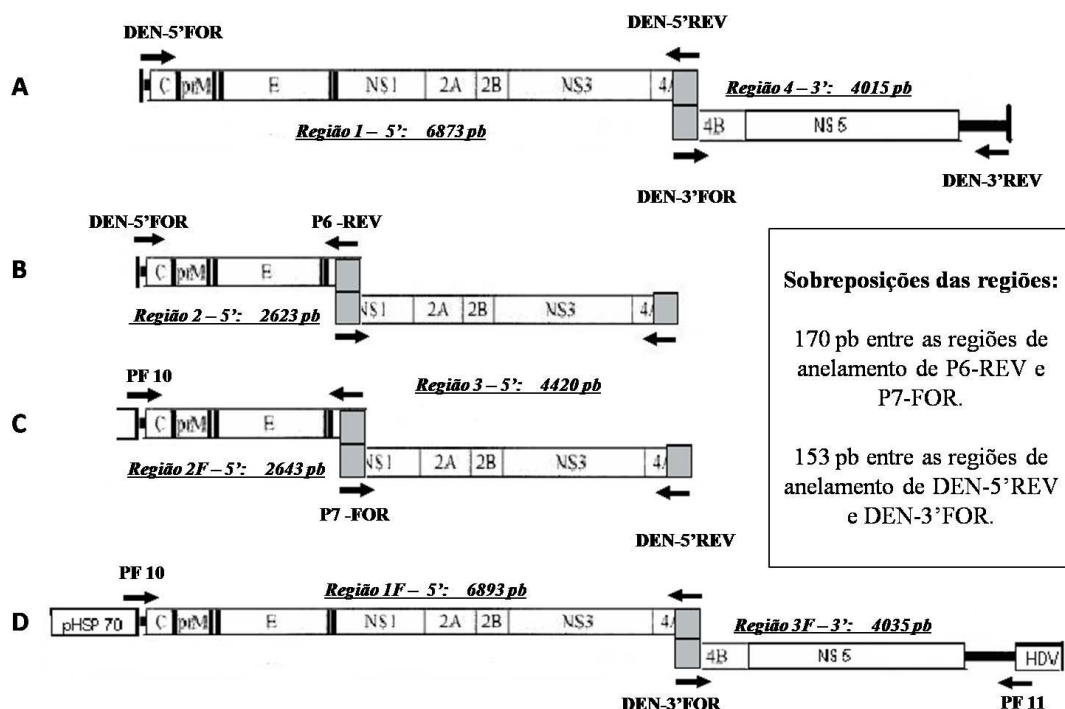 DEN-5'FOR
DEN-5'REV
A
C prM E NS1 2A 2B NS3 4A
Região 4 – 3': 4015 pb
Região 1 – 5': 6873 pb
4B NS5
DEN-3'FOR
DEN-3'REV
DEN-5'FOR
P6 -REV
B
C prM E
Região 2 – 5': 2623 pb
NS1 2A 2B NS3 4A
Sobreposições das regiões:
170 pb entre as regiões de
anelamento de P6-REV e
P7-FOR.
153 pb entre as regiões de
anelamento de DEN-5'REV
e DEN-3'FOR.
PF 10
Região 3 – 5': 4420 pb
C
C prM E
Região 2F – 5': 2643 pb
NS1 2A 2B NS3 4A
P7 -FOR
DEN-5'REV
PF 10
Região 1F – 5': 6893 pb
D
pHSP 70 C prM E NS1 2A 2B NS3 4A
Região 3F – 3': 4035 pb
4B NS5 HDV
DEN-3'FOR
PF 11